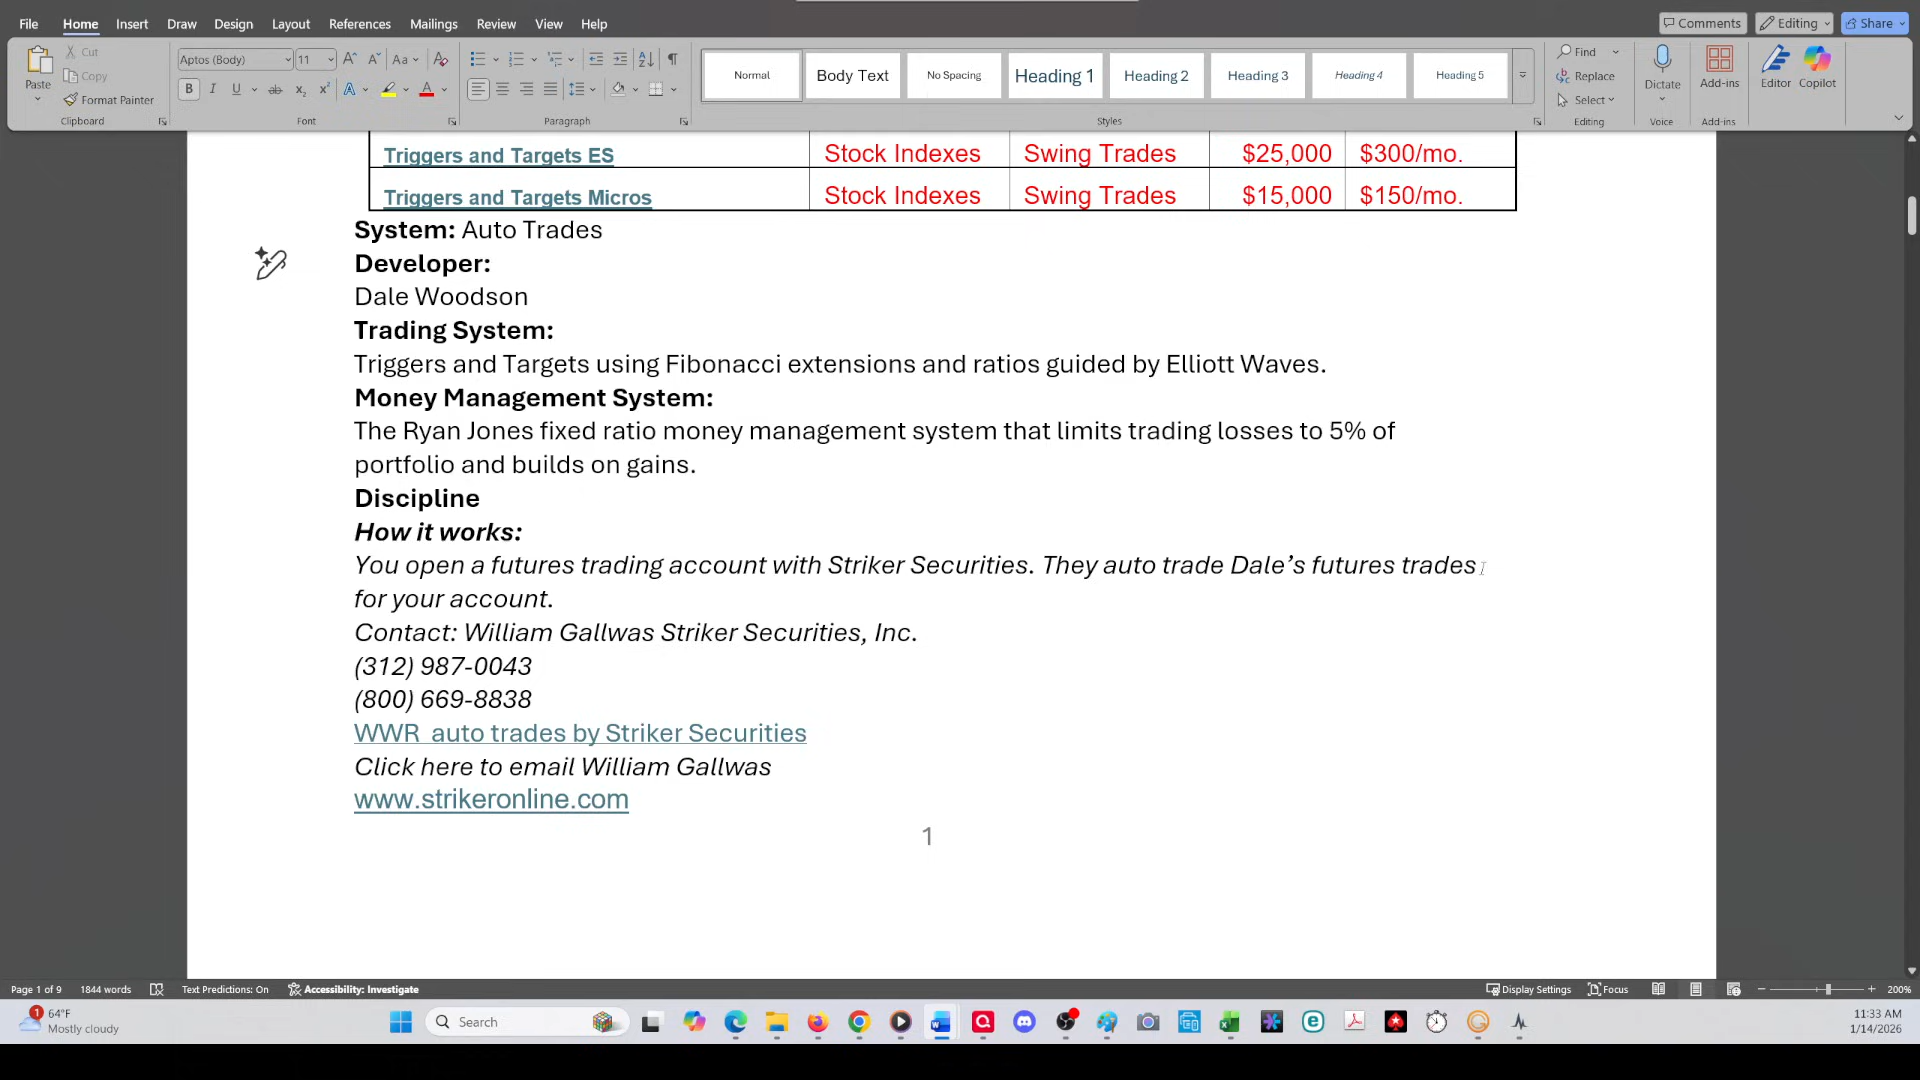 File Home Insert Draw Design Layout References Mailings Review View Help Comments Editing Share
Paste Cut Copy Format Painter Clipboard
Aptos (Body) 11 Font
Paragraph
Normal Body Text No Spacing Heading 1 Heading 2 Heading 3 Heading 4 Heading 5 Styles
Find Replace Select Editing
Dictate Voice
Add-ins Add-ins
Editor Copilot
Triggers and Targets ES Stock Indexes Swing Trades $25,000 $300/mo.
Triggers and Targets Micros Stock Indexes Swing Trades $15,000 $150/mo.
System: Auto Trades
Developer:
Dale Woodson
Trading System:
Triggers and Targets using Fibonacci extensions and ratios guided by Elliott Waves.
Money Management System:
The Ryan Jones fixed ratio money management system that limits trading losses to 5% of
portfolio and builds on gains.
Discipline
How it works:
You open a futures trading account with Striker Securities. They auto trade Dale’s futures trades
for your account.
Contact: William Gallwas Striker Securities, Inc.
(312) 987-0043
(800) 669-8838
WWR auto trades by Striker Securities
Click here to email William Gallwas
www.strikeronline.com
1
Page 1 of 9 1844 words Text Predictions: On Accessibility: Investigate Display Settings Focus 200%
1 64°F
Mostly cloudy
Search
11:33 AM
1/14/2026